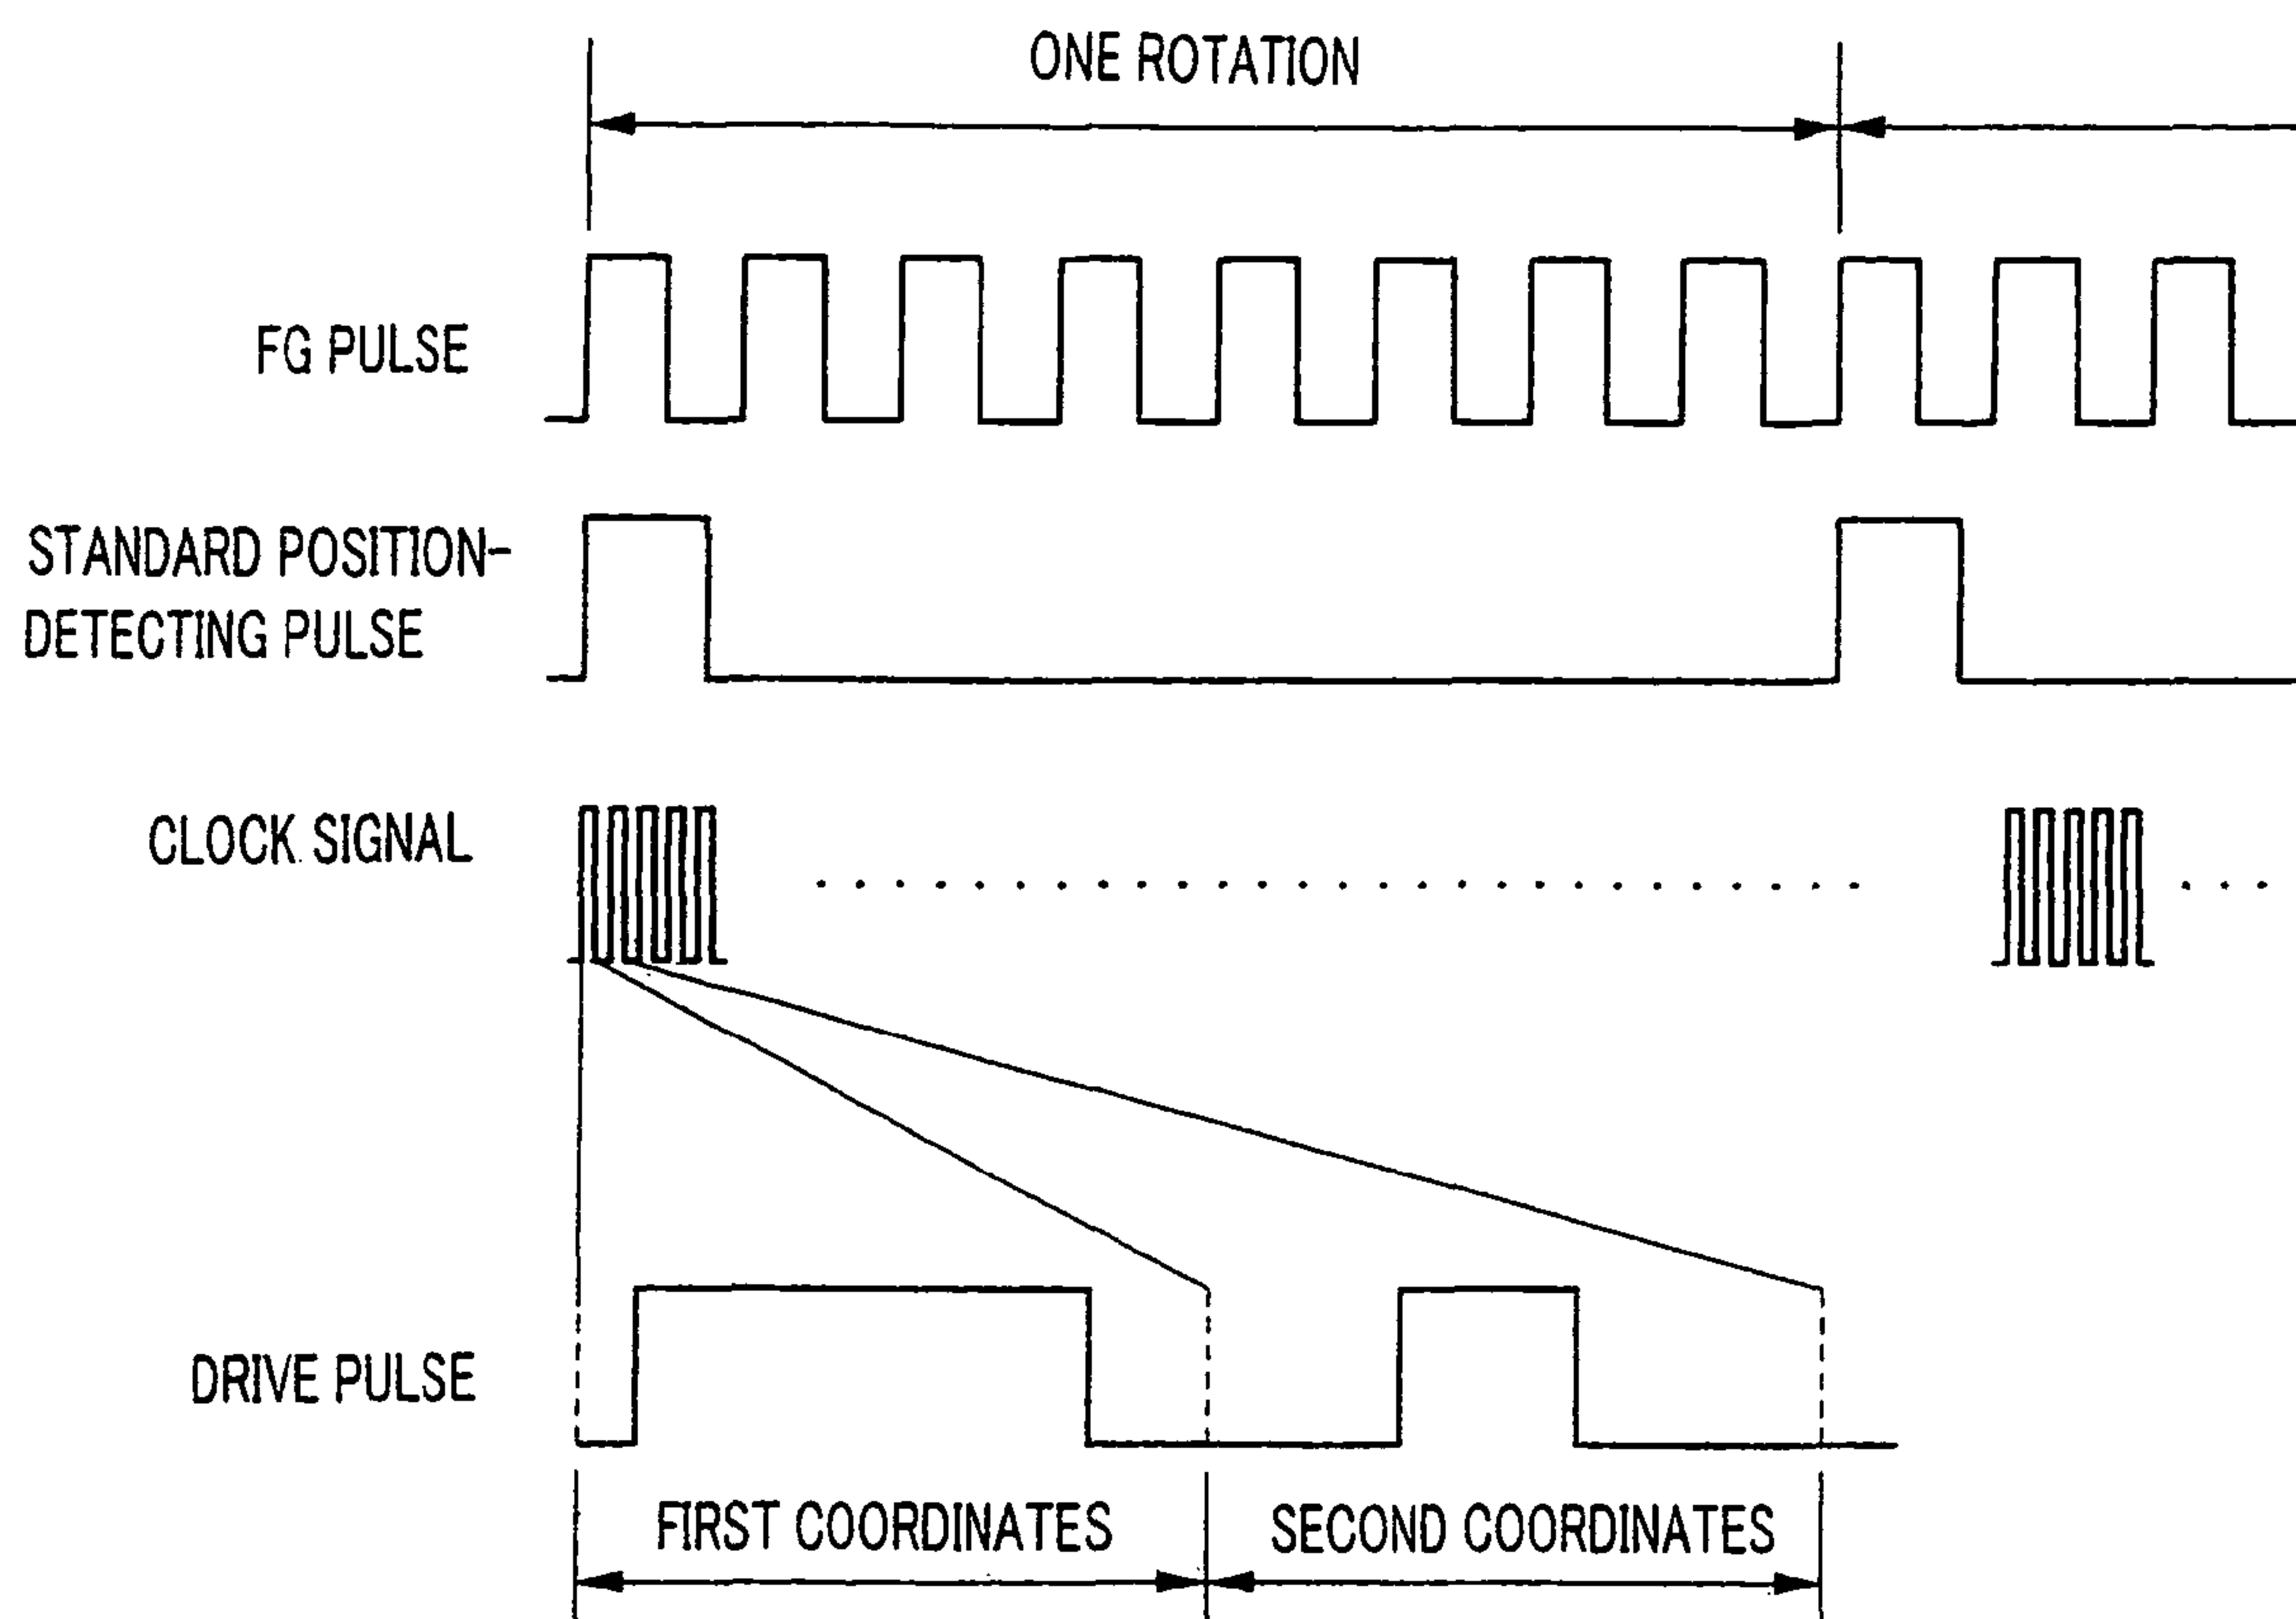 ONE ROTATION
FG PULSE
STANDARD POSITION-
DETECTING PULSE
CLOCK SIGNAL
DRIVE PULSE
FIRST COORDINATES
SECOND COORDINATES